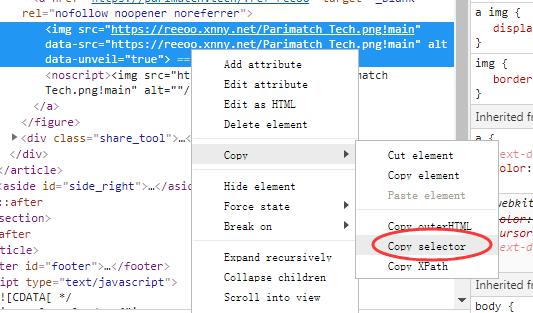 rel="nofollow noopener noreferrer">
<img src="https://reeoo.xnny.net/Parimatch Tech.png!main"
data-src="https://reeoo.xnny.net/Parimatch Tech.png!main" alt
data-unveil="true"> ==
<noscript><img src="ht
match
Tech.png!main" alt=""/
</a>
</figure>
<div class="share_tool">…<
</div>
</article>
<aside id="side_right">…</asid
::after
section>
after
ter id="footer">…</footer>
ipt type="text/javascript">
![CDATA[ */
Add attribute
Edit attribute
Edit as HTML
Delete element
Copy
Hide element
Force state
Break on
Expand recursively
Collapse children
Scroll into view
Cut element
Copy element
Paste element
Copy outerHTML
Copy selector
Copy XPath
a img {
displa
}
img {
border
}
Inherited fr
a {
ext-d
olor:
webkit
olor:
ursor
ext-d
Inherited f
body {